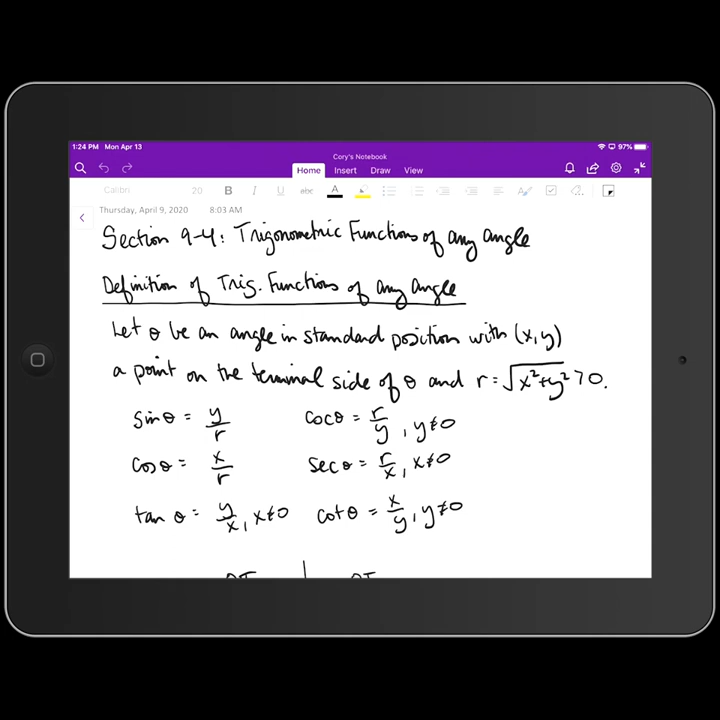 1:24 PM Mon Apr 13 97%
Cory's Notebook
Home Insert Draw View
Calibri 20 B I U abc A
Thursday, April 9, 2020 8:03 AM
Section 9-4: Trigonometric Functions of any angle
Definition of Trig. Functions of any angle
Let θ be an angle in standard position with (x,y)
a point on the terminal side of θ and r = √x²+y² > 0.
sin θ = y/r cocθ = r/y, y≠0
cos θ = x/r sec θ = r/x, x≠0
tan θ = y/x, x≠0 cot θ = x/y, y≠0